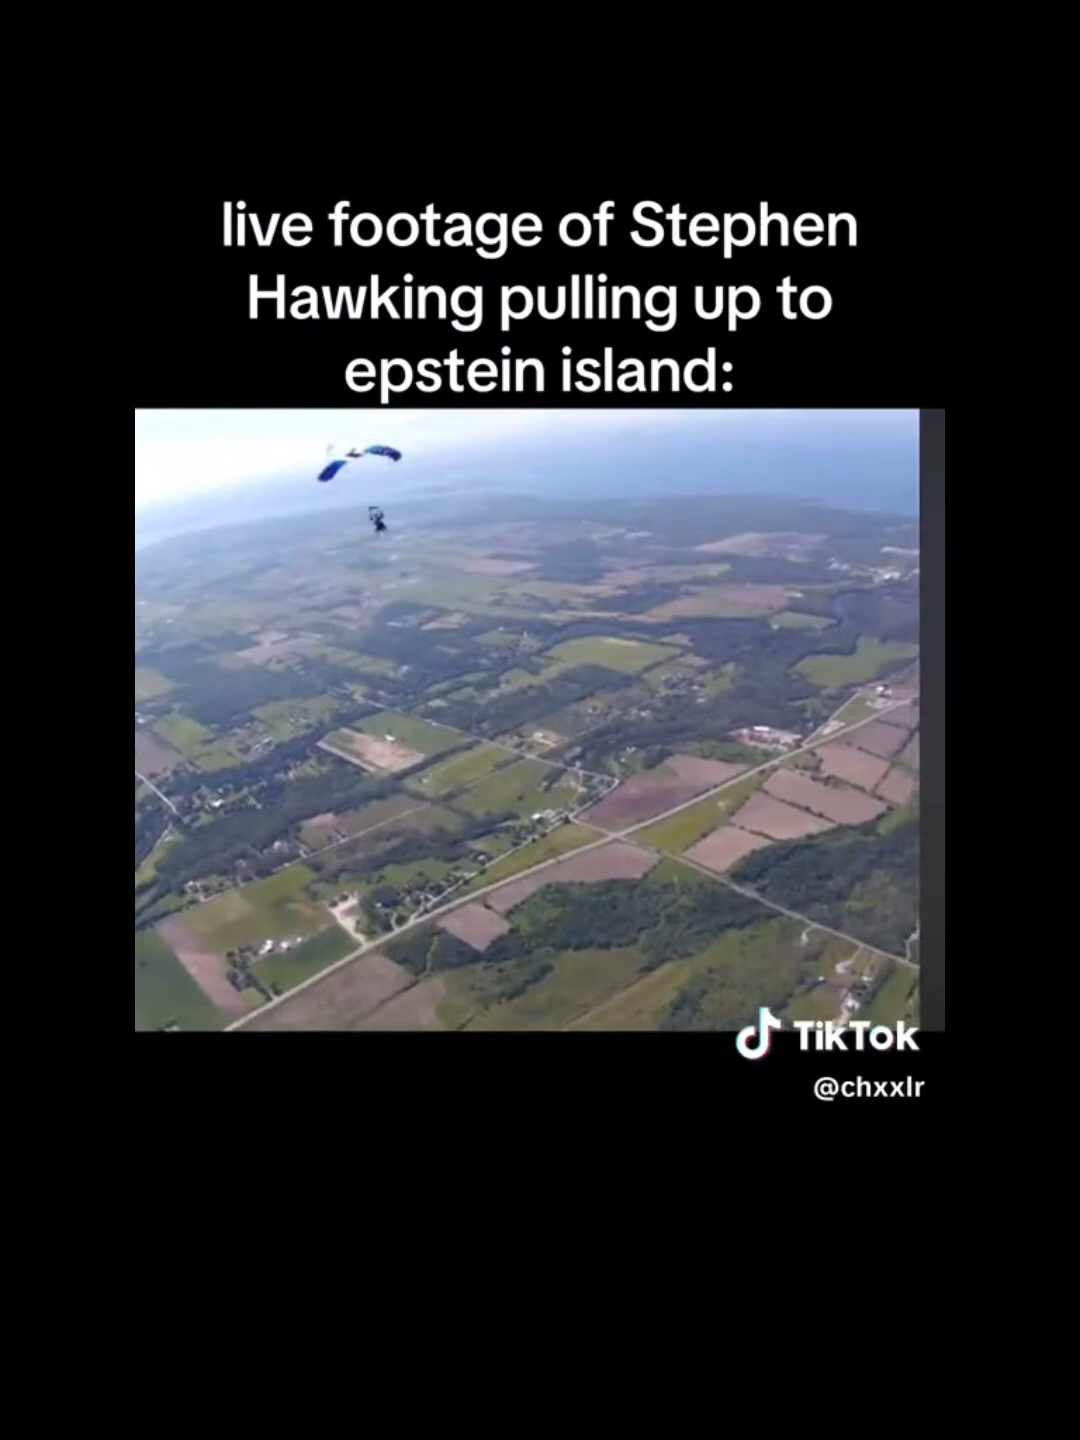 live footage of Stephen
Hawking pulling up to
epstein island:
TikTok
@chxxlr